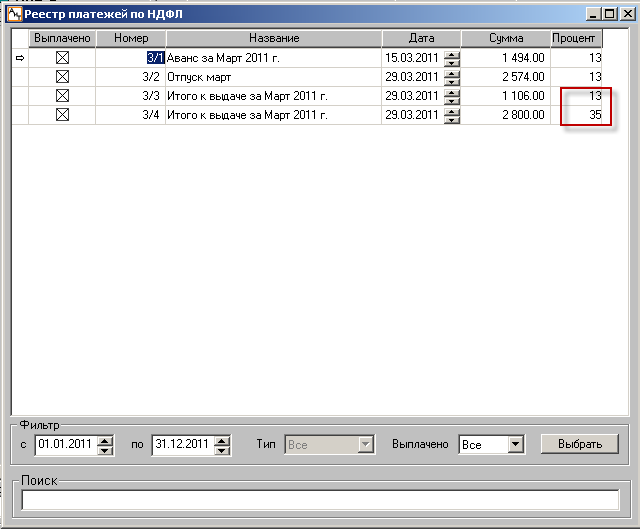 Реестр платежей по НДФЛ
Выплачено Номер Название Дата Сумма Процент
3/1 Аванс за Март 2011 г. 15.03.2011 1 494.00 13
3/2 Отпуск март 29.03.2011 2 574.00 13
3/3 Итого к выдаче за Март 2011 г. 29.03.2011 1 106.00 13
3/4 Итого к выдаче за Март 2011 г. 29.03.2011 2 800.00 35
Фильтр
с 01.01.2011 по 31.12.2011 Тип Все Выплачено Все Выбрать
Поиск